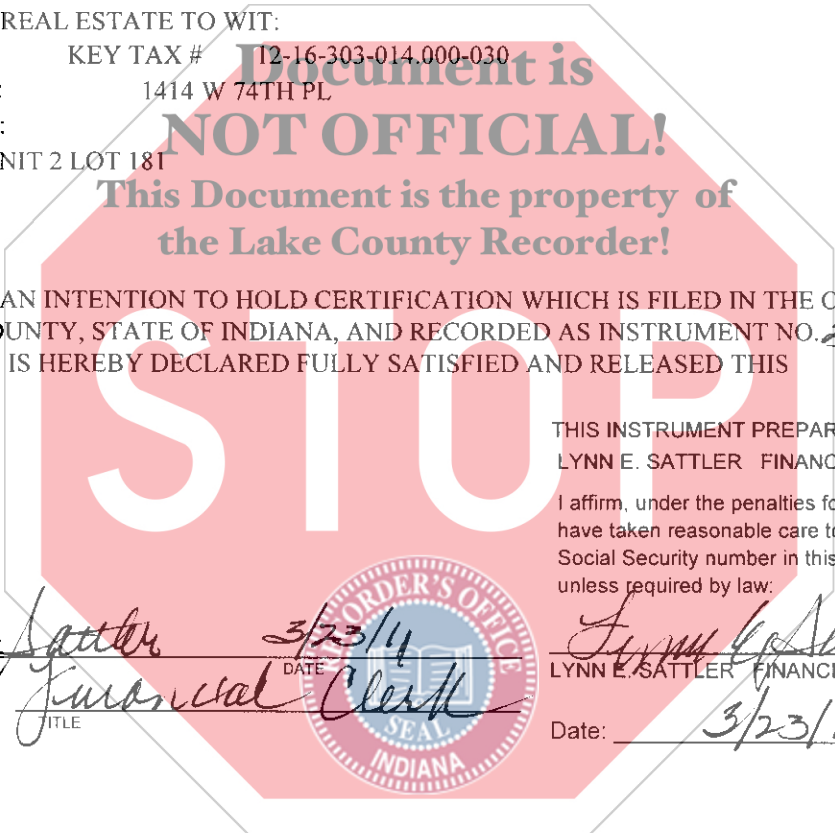 REAL ESTATE TO WIT:
KEY TAX # 12-16-303-014.000-030
: 1414 W 74TH PL
:
NIT 2 LOT 181
Document is
NOT OFFICIAL!
This Document is the property of
the Lake County Recorder!
AN INTENTION TO HOLD CERTIFICATION WHICH IS FILED IN THE O
OUNTY, STATE OF INDIANA, AND RECORDED AS INSTRUMENT NO.
IS HEREBY DECLARED FULLY SATISFIED AND RELEASED THIS
STOP
THIS INSTRUMENT PREPAR
LYNN E. SATTLER FINANC
I affirm, under the penalties fo
have taken reasonable care to
Social Security number in this
unless required by law:
Sattler 3/23/11
DATE
Financial Clerk
TITLE
RECORDER'S OFFICE
SEAL
INDIANA
Lynn E. Sa
LYNN E. SATTLER FINANCI
Date: 3/23/1